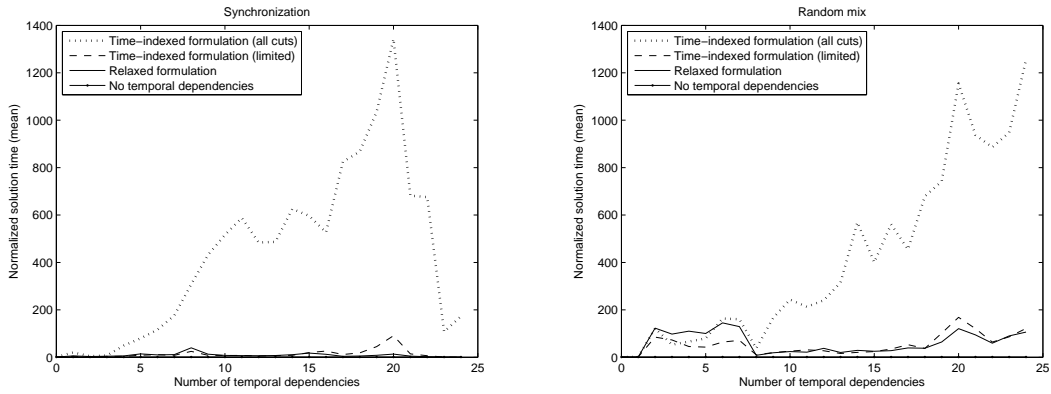 Synchronization
1400
1200
1000
800
600
400
200
0
Normalized solution time (mean)
Time−indexed formulation (all cuts)
Time−indexed formulation (limited)
Relaxed formulation
No temporal dependencies
0 5 10 15 20 25
Number of temporal dependencies
Random mix
1400
1200
1000
800
600
400
200
0
Normalized solution time (mean)
Time−indexed formulation (all cuts)
Time−indexed formulation (limited)
Relaxed formulation
No temporal dependencies
0 5 10 15 20 25
Number of temporal dependencies